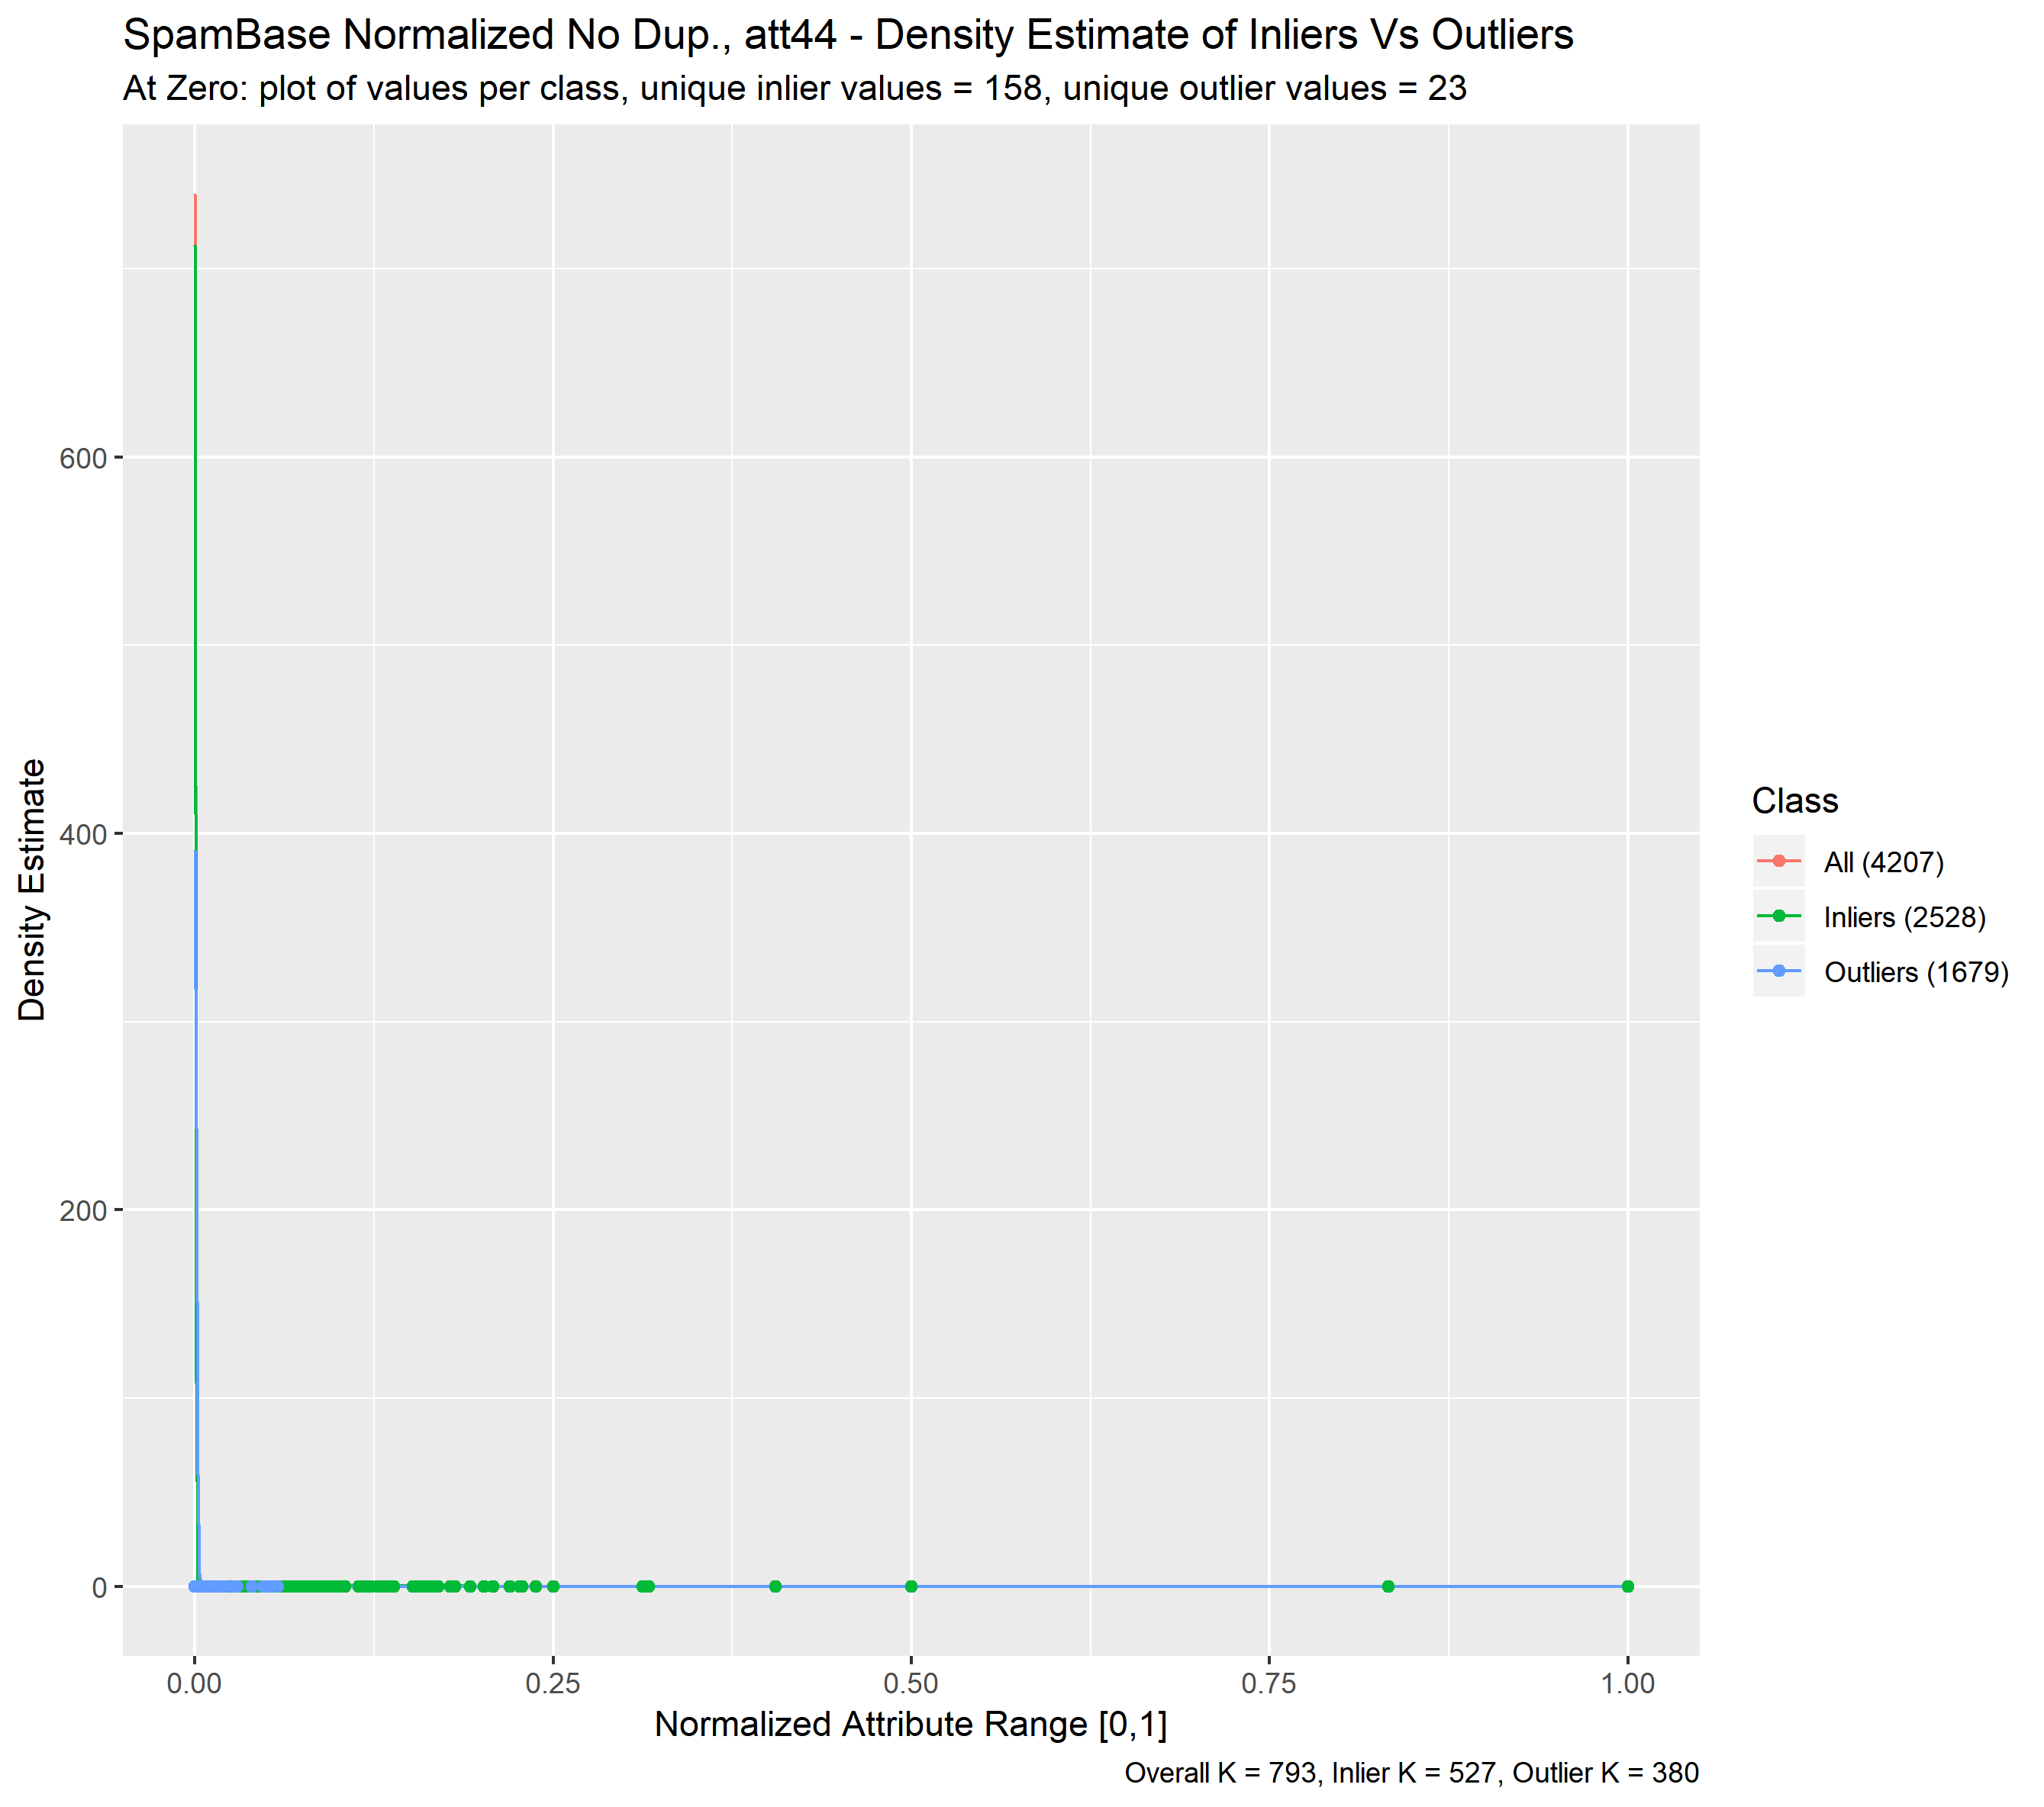 SpamBase Normalized No Dup., att44 - Density Estimate of Inliers Vs Outliers
At Zero: plot of values per class, unique inlier values = 158, unique outlier values = 23
Density Estimate
600
400
200
0
0.00 0.25 0.50 0.75 1.00
Normalized Attribute Range [0,1]
Overall K = 793, Inlier K = 527, Outlier K = 380
Class
All (4207)
Inliers (2528)
Outliers (1679)